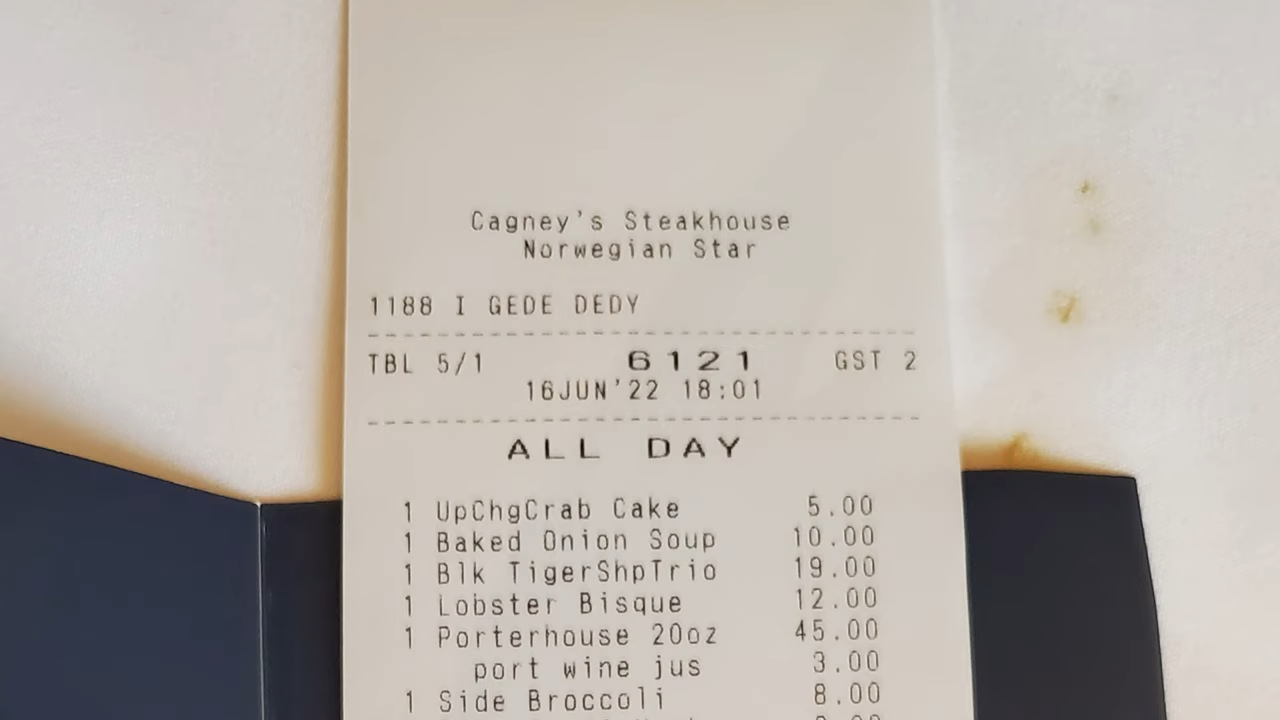 Cagney's Steakhouse
Norwegian Star
1188 I GEDE DEDY
TBL 5/1 6121 GST 2
16JUN'22 18:01
ALL DAY
1 UpChgCrab Cake 5.00
1 Baked Onion Soup 10.00
1 Blk TigerShpTrio 19.00
1 Lobster Bisque 12.00
1 Porterhouse 20oz 45.00
port wine jus 3.00
1 Side Broccoli 8.00